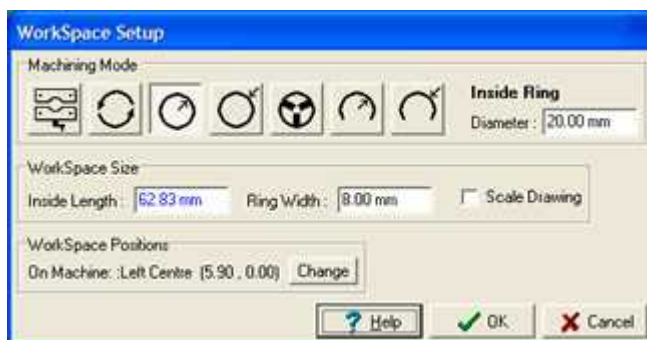 WorkSpace Setup
Machining Mode
Inside Ring
Diameter : 20.00 mm
WorkSpace Size
Inside Length : 62.83 mm Ring Width : 8.00 mm Scale Drawing
WorkSpace Positions
On Machine: :Left Centre (5.90 , 0.00) Change
? Help OK Cancel